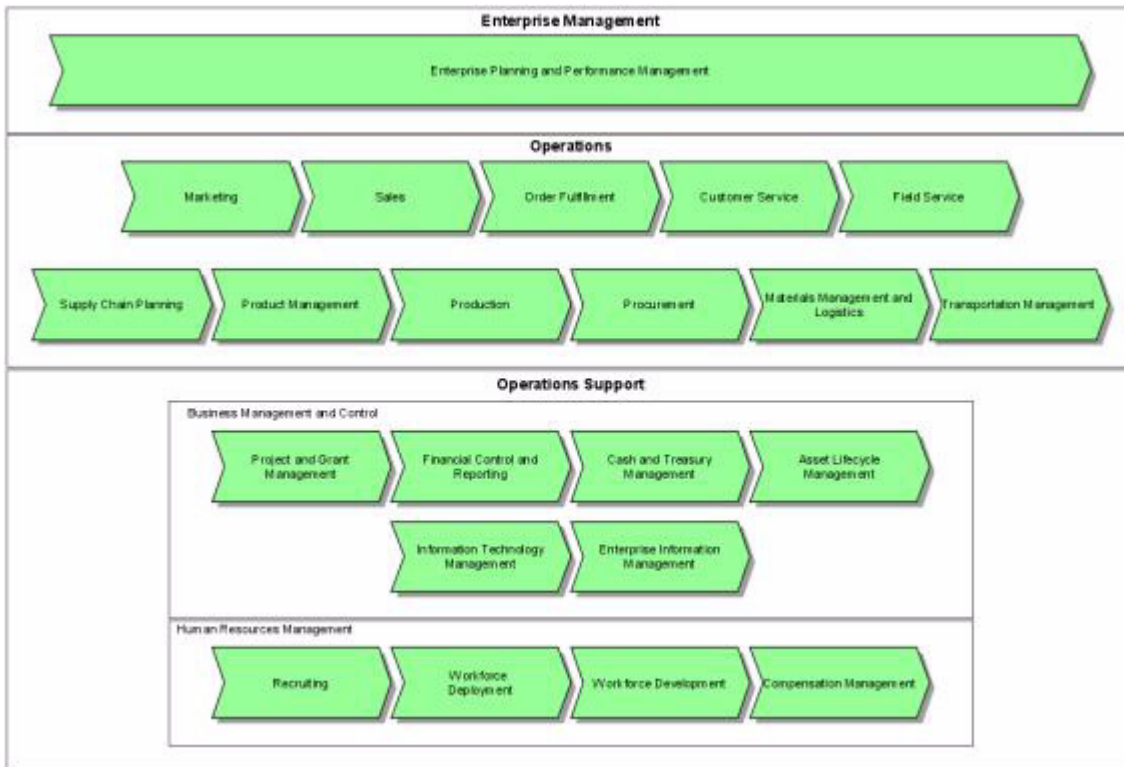 Enterprise Management
Enterprise Planning and Performance Management
Operations
Marketing
Sales
Order Fulfillment
Customer Service
Field Service
Supply Chain Planning
Product Management
Production
Procurement
Materials Management and
Logistics
Transportation Management
Operations Support
Business Management and Control
Project and Grant
Management
Financial Control and
Reporting
Cash and Treasury
Management
Asset Lifecycle
Management
Information Technology
Management
Enterprise Information
Management
Human Resources Management
Recruiting
Workforce
Deployment
Workforce Development
Compensation Management